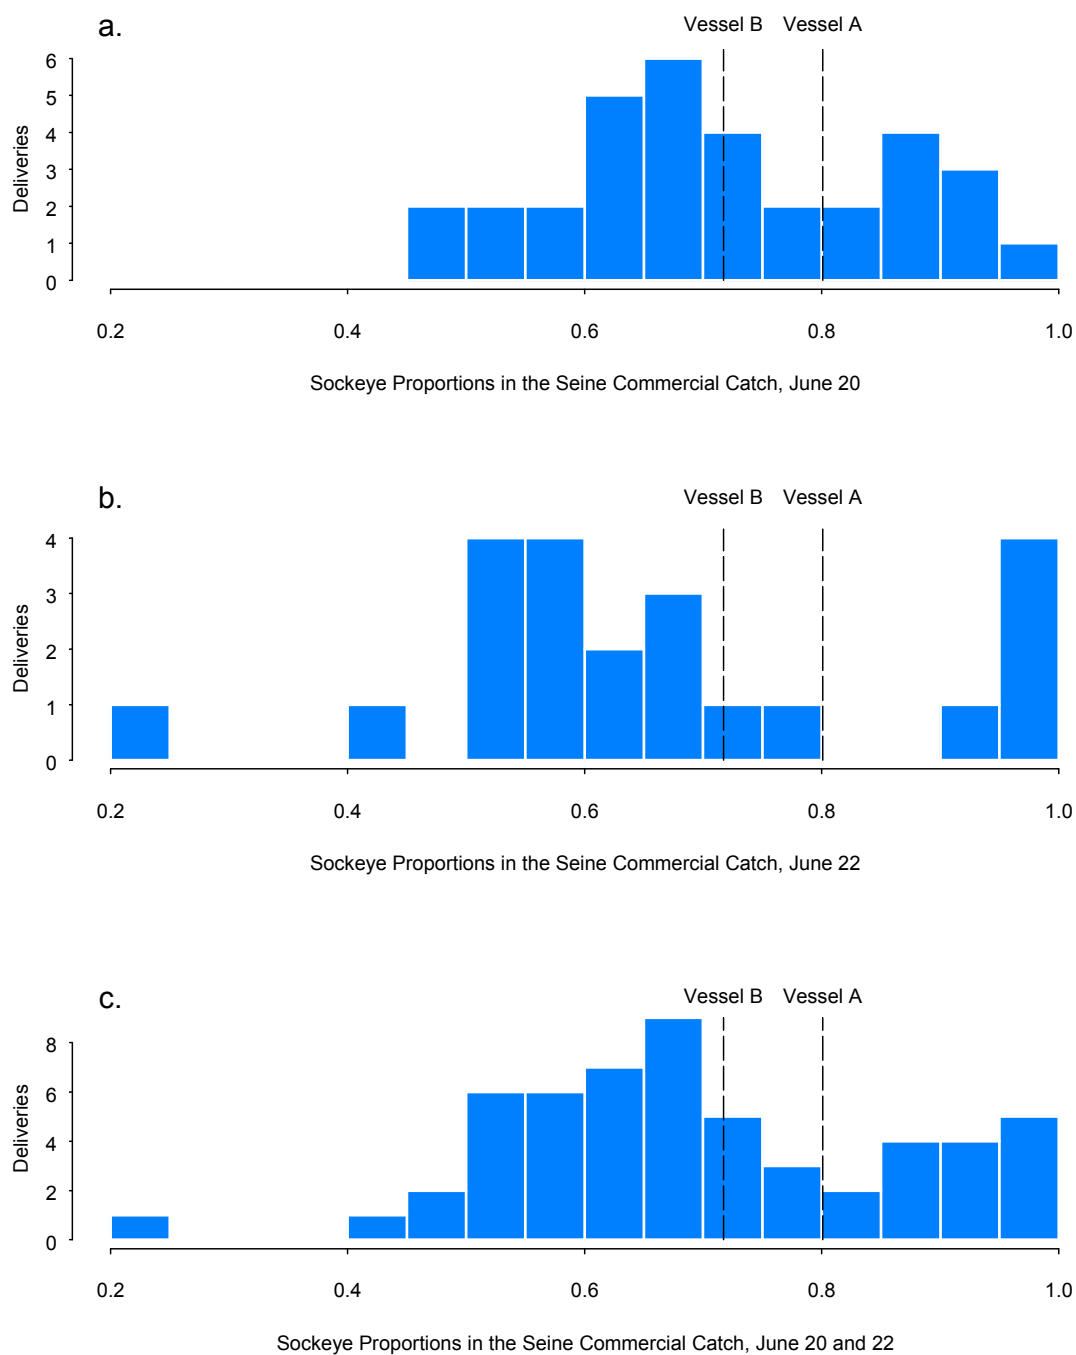 a.
Vessel B Vessel A
6
5
4
3
2
1
0
Deliveries
0.2 0.4 0.6 0.8 1.0
Sockeye Proportions in the Seine Commercial Catch, June 20
b.
Vessel B Vessel A
4
3
2
1
0
Deliveries
0.2 0.4 0.6 0.8 1.0
Sockeye Proportions in the Seine Commercial Catch, June 22
c.
Vessel B Vessel A
8
6
4
2
0
Deliveries
0.2 0.4 0.6 0.8 1.0
Sockeye Proportions in the Seine Commercial Catch, June 20 and 22